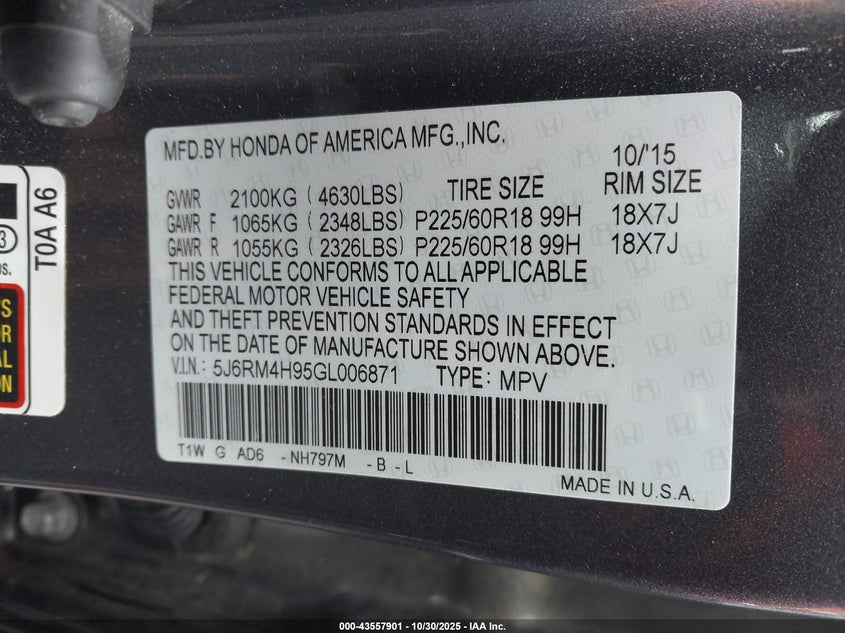 MFD.BY HONDA OF AMERICA MFG.,INC.
10/'15
GVWR 2100KG ( 4630LBS) TIRE SIZE RIM SIZE
GAWR F 1065KG ( 2348LBS) P225/60R18 99H 18X7J
GAWR R 1055KG ( 2326LBS) P225/60R18 99H 18X7J
THIS VEHICLE CONFORMS TO ALL APPLICABLE
FEDERAL MOTOR VEHICLE SAFETY
AND THEFT PREVENTION STANDARDS IN EFFECT
ON THE DATE OF MANUFACTURE SHOWN ABOVE.
V.I.N.: 5J6RM4H95GL006871 TYPE: MPV
T1W G AD6 -NH797M -B -L
MADE IN U.S.A.
T0A A6
000-43557901 - 10/30/2025 - IAA Inc.